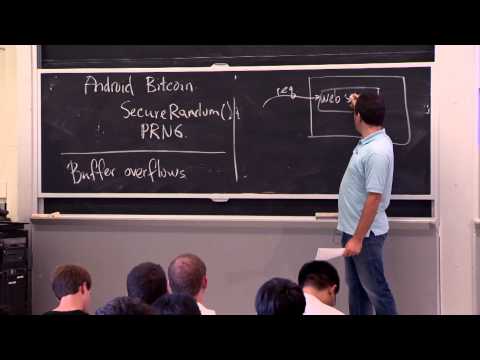 Android Bitcoin
SecureRandom()
PRNG.
Buffer overflows
req
Web s